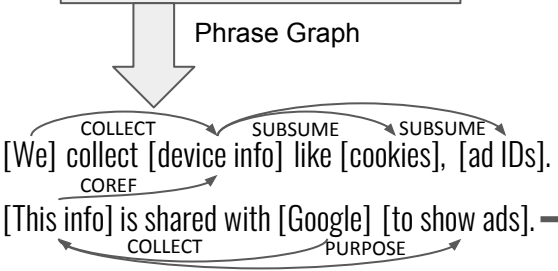 Phrase Graph
COLLECT SUBSUME SUBSUME
[We] collect [device info] like [cookies], [ad IDs].
COREF
[This info] is shared with [Google] [to show ads].
COLLECT PURPOSE